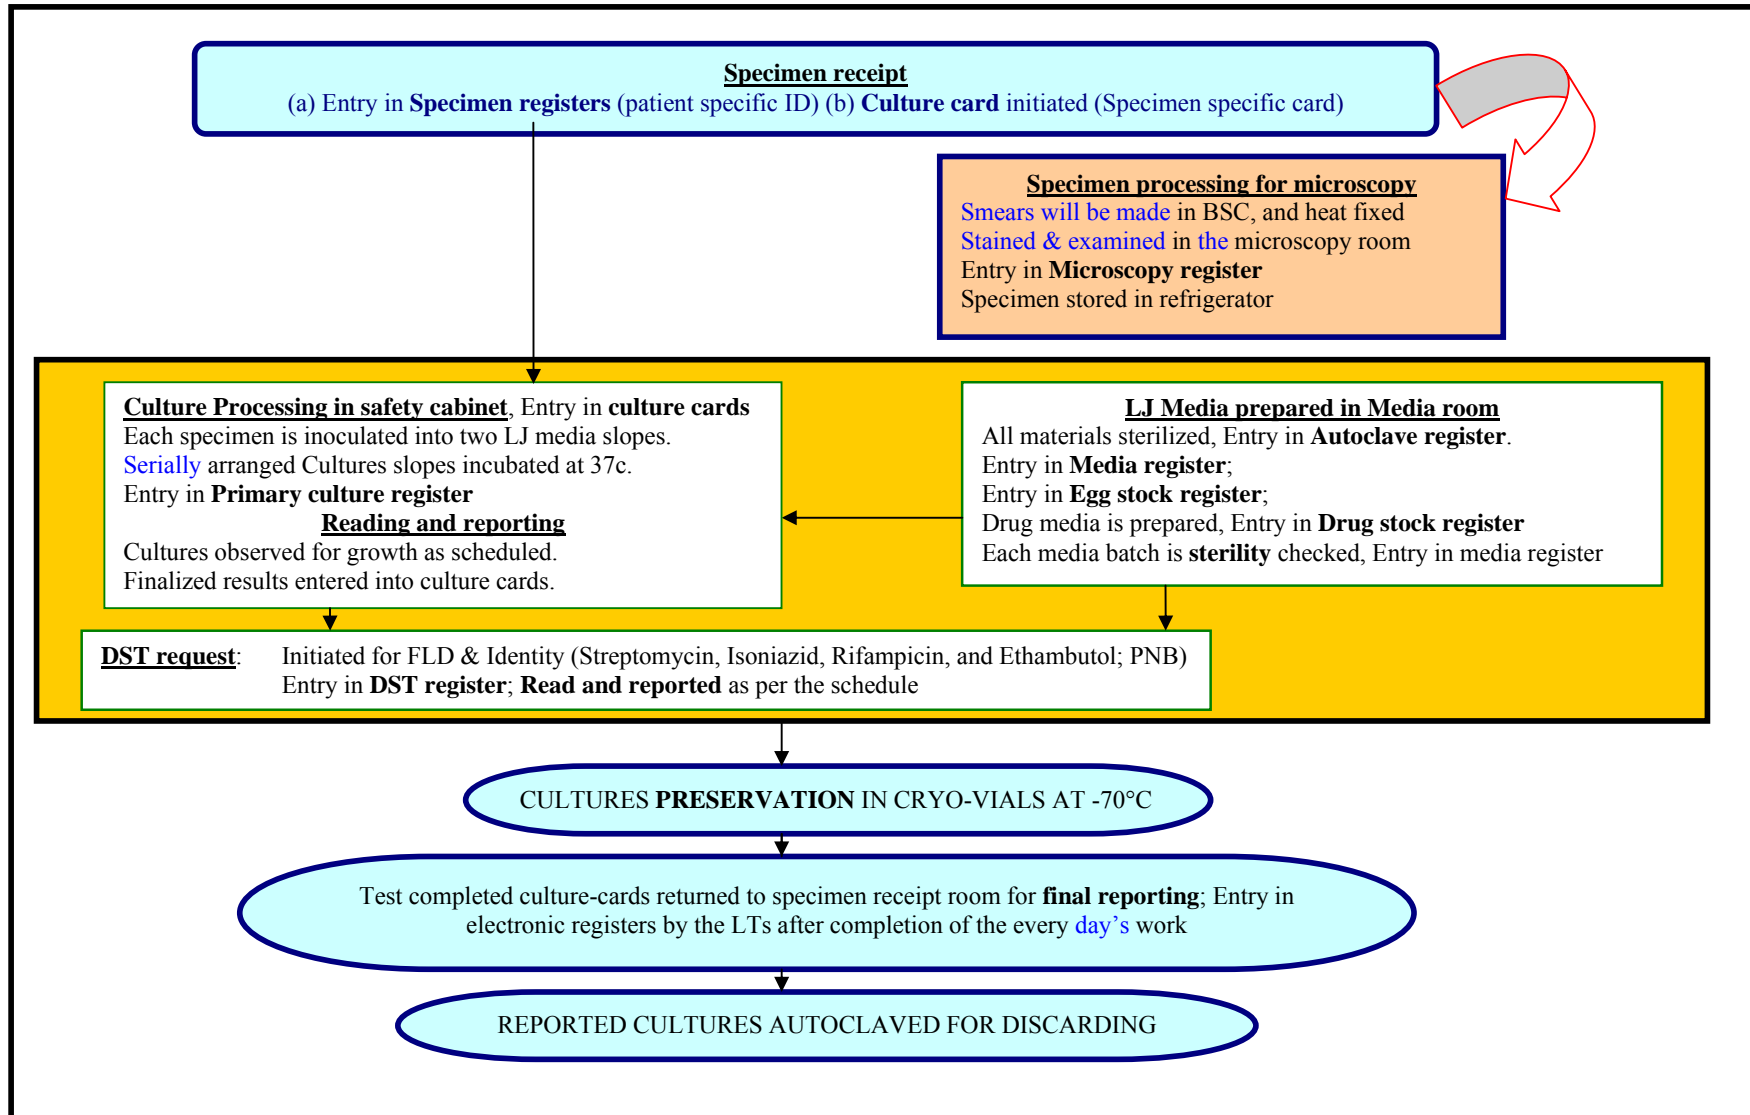 Specimen receipt
(a) Entry in Specimen registers (patient specific ID) (b) Culture card initiated (Specimen specific card)
Specimen processing for microscopy
Smears will be made in BSC, and heat fixed
Stained & examined in the microscopy room
Entry in Microscopy register
Specimen stored in refrigerator
Culture Processing in safety cabinet, Entry in culture cards
Each specimen is inoculated into two LJ media slopes.
Serially arranged Cultures slopes incubated at 37c.
Entry in Primary culture register
Reading and reporting
Cultures observed for growth as scheduled.
Finalized results entered into culture cards.
LJ Media prepared in Media room
All materials sterilized, Entry in Autoclave register.
Entry in Media register;
Entry in Egg stock register;
Drug media is prepared, Entry in Drug stock register
Each media batch is sterility checked, Entry in media register
DST request: Initiated for FLD & Identity (Streptomycin, Isoniazid, Rifampicin, and Ethambutol; PNB)
Entry in DST register; Read and reported as per the schedule
CULTURES PRESERVATION IN CRYO-VIALS AT -70°C
Test completed culture-cards returned to specimen receipt room for final reporting; Entry in
electronic registers by the LTs after completion of the every day’s work
REPORTED CULTURES AUTOCLAVED FOR DISCARDING